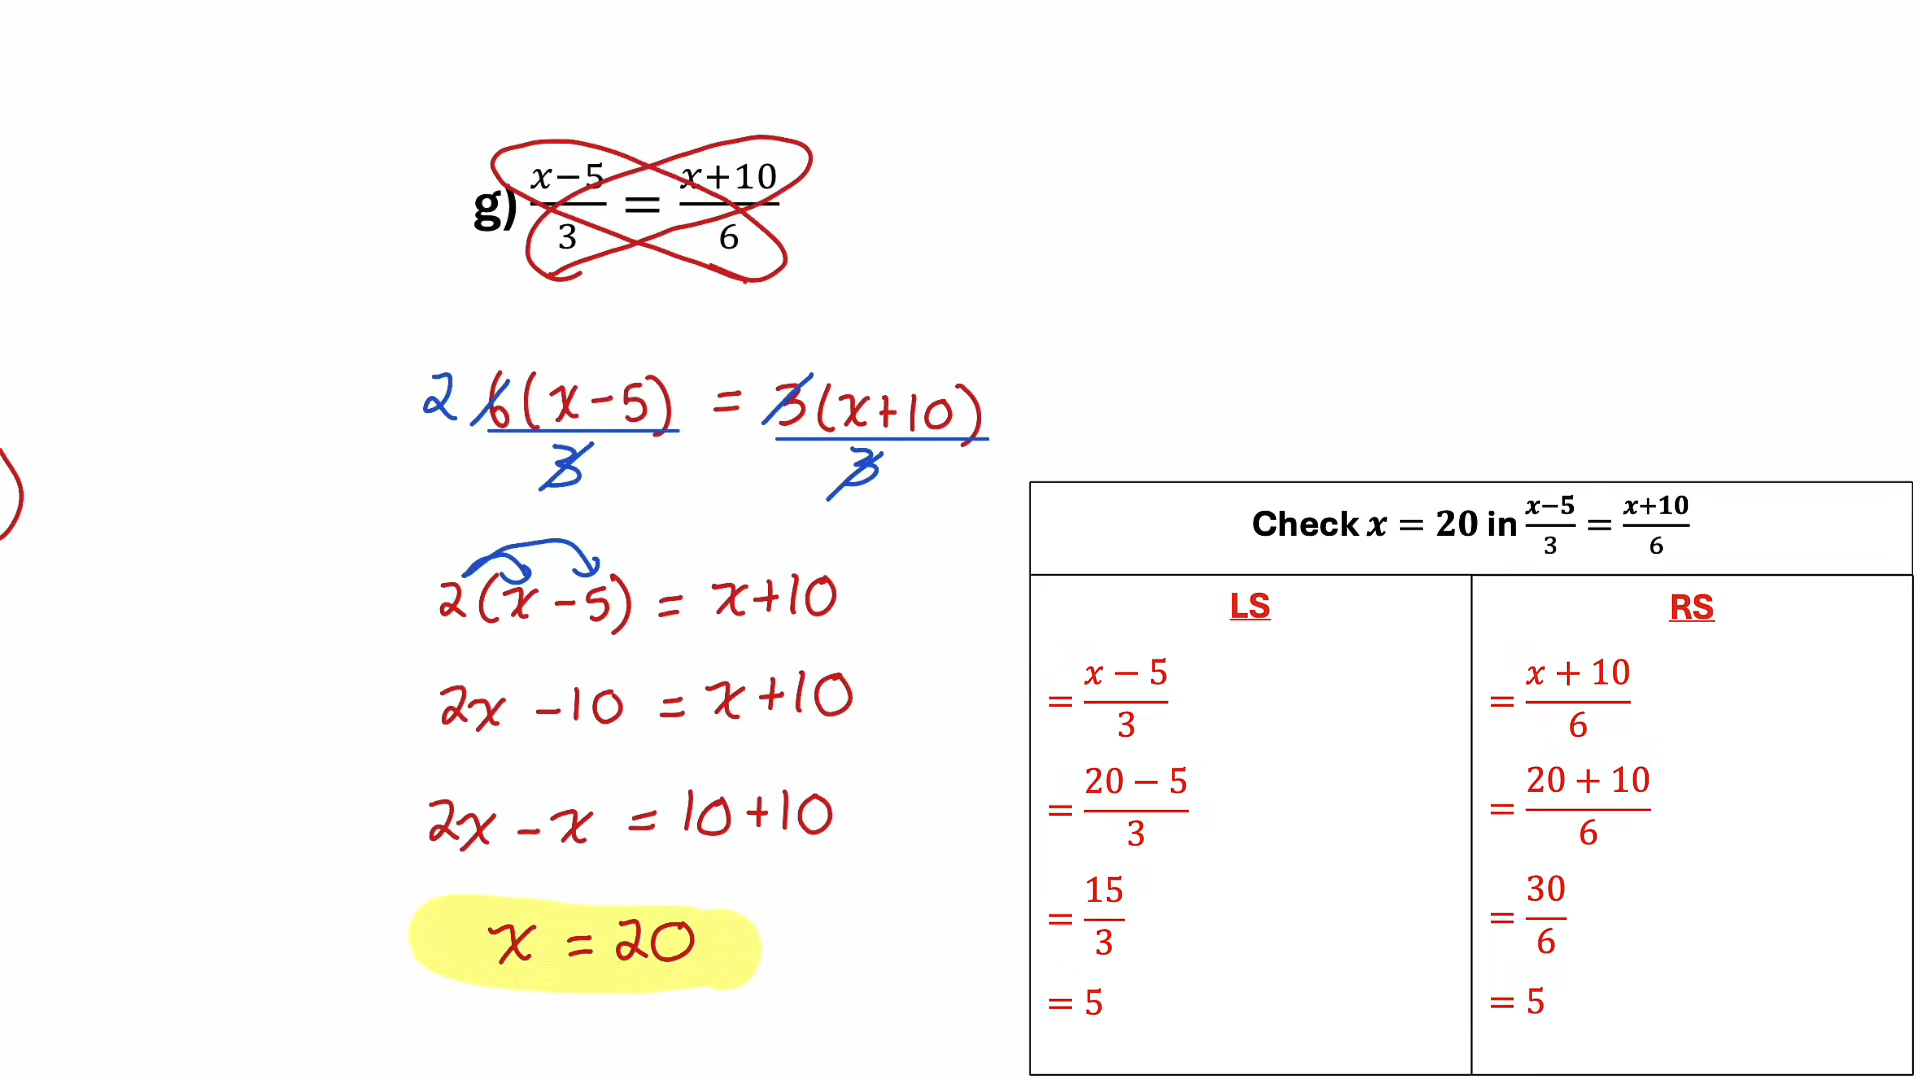 g) x−5/3 = x+10/6
2 6(x-5)/3 = 3(x+10)/3
2(x-5) = x+10
2x -10 = x+10
2x - x = 10+10
x = 20
Check x = 20 in x−5/3 = x+10/6
LS
= x − 5/3
= 20 − 5/3
= 15/3
= 5
RS
= x + 10/6
= 20 + 10/6
= 30/6
= 5